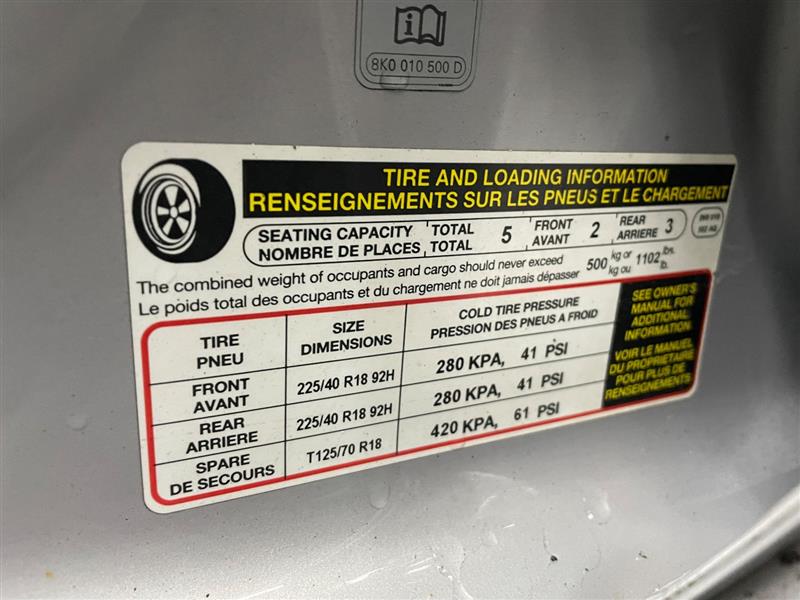 i
8K0 010 500 D
TIRE AND LOADING INFORMATION
RENSEIGNEMENTS SUR LES PNEUS ET LE CHARGEMENT
SEATING CAPACITY TOTAL 5 FRONT 2 REAR 3
NOMBRE DE PLACES TOTAL AVANT ARRIERE
The combined weight of occupants and cargo should never exceed 500 kg or 1102 lbs.
Le poids total des occupants et du chargement ne doit jamais dépasser kg ou lb.
TIRE SIZE COLD TIRE PRESSURE
PNEU DIMENSIONS PRESSION DES PNEUS A FROID
FRONT 225/40 R18 92H 280 KPA, 41 PSI
AVANT
REAR 225/40 R18 92H 280 KPA, 41 PSI
ARRIERE
SPARE T125/70 R18 420 KPA, 61 PSI
DE SECOURS
SEE OWNER'S
MANUAL FOR
ADDITIONAL
INFORMATION
VOIR LE MANUEL
DU PROPRIETAIRE
POUR PLUS DE
RENSEIGNEMENTS